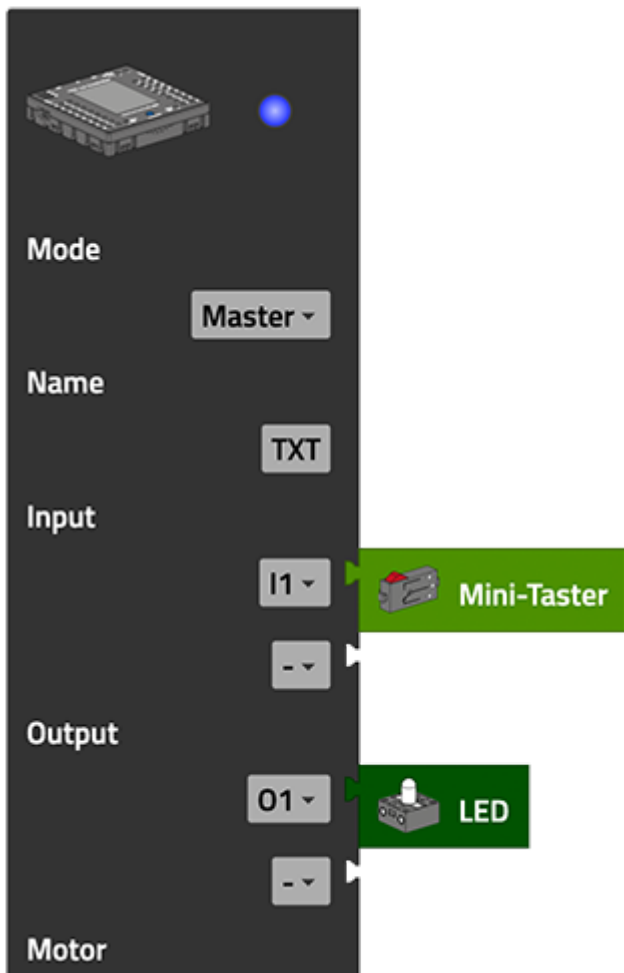 Mode
Master
Name
TXT
Input
I1
Mini-Taster
-
Output
O1
LED
-
Motor